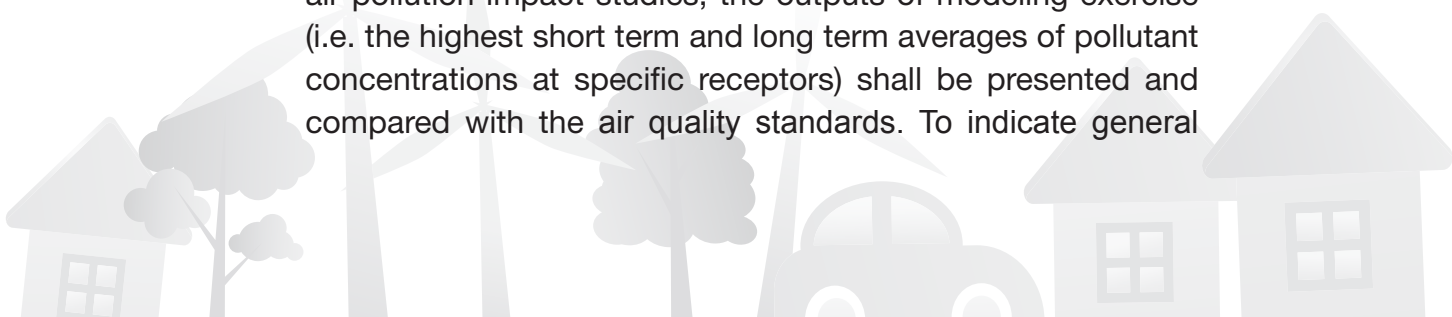 air pollution impact studies, the outputs of modeling exercise
(i.e. the highest short term and long term averages of pollutant
concentrations at specific receptors) shall be presented and
compared with the air quality standards. To indicate general